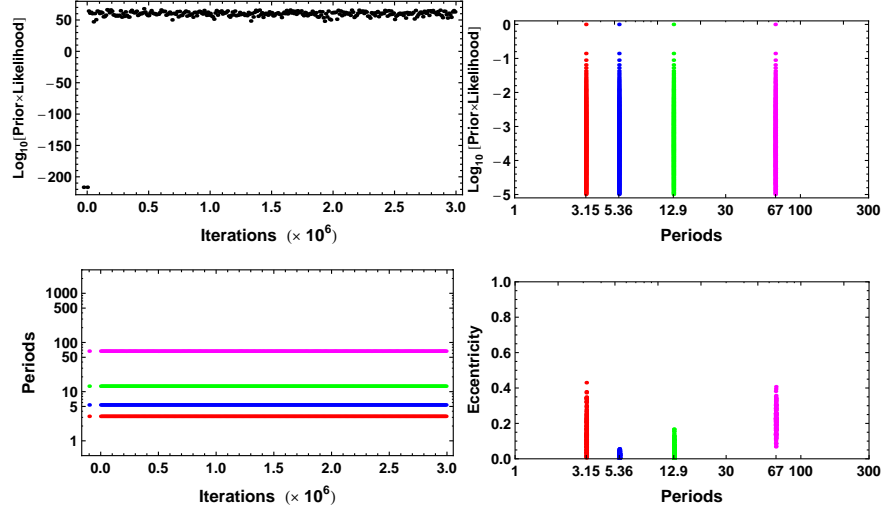 Log10[Prior×Likelihood]
50
0
−50
−100
−150
−200
0.0 0.5 1.0 1.5 2.0 2.5 3.0
Iterations (× 10^6)
Log10 [Prior×Likelihood]
0
−1
−2
−3
−4
−5
1 3.15 5.36 12.9 30 67 100 300
Periods
Periods
1000
500
100
50
10
5
1
0.0 0.5 1.0 1.5 2.0 2.5 3.0
Iterations (× 10^6)
Eccentricity
1.0
0.8
0.6
0.4
0.2
0.0
1 3.15 5.36 12.9 30 67 100 300
Periods